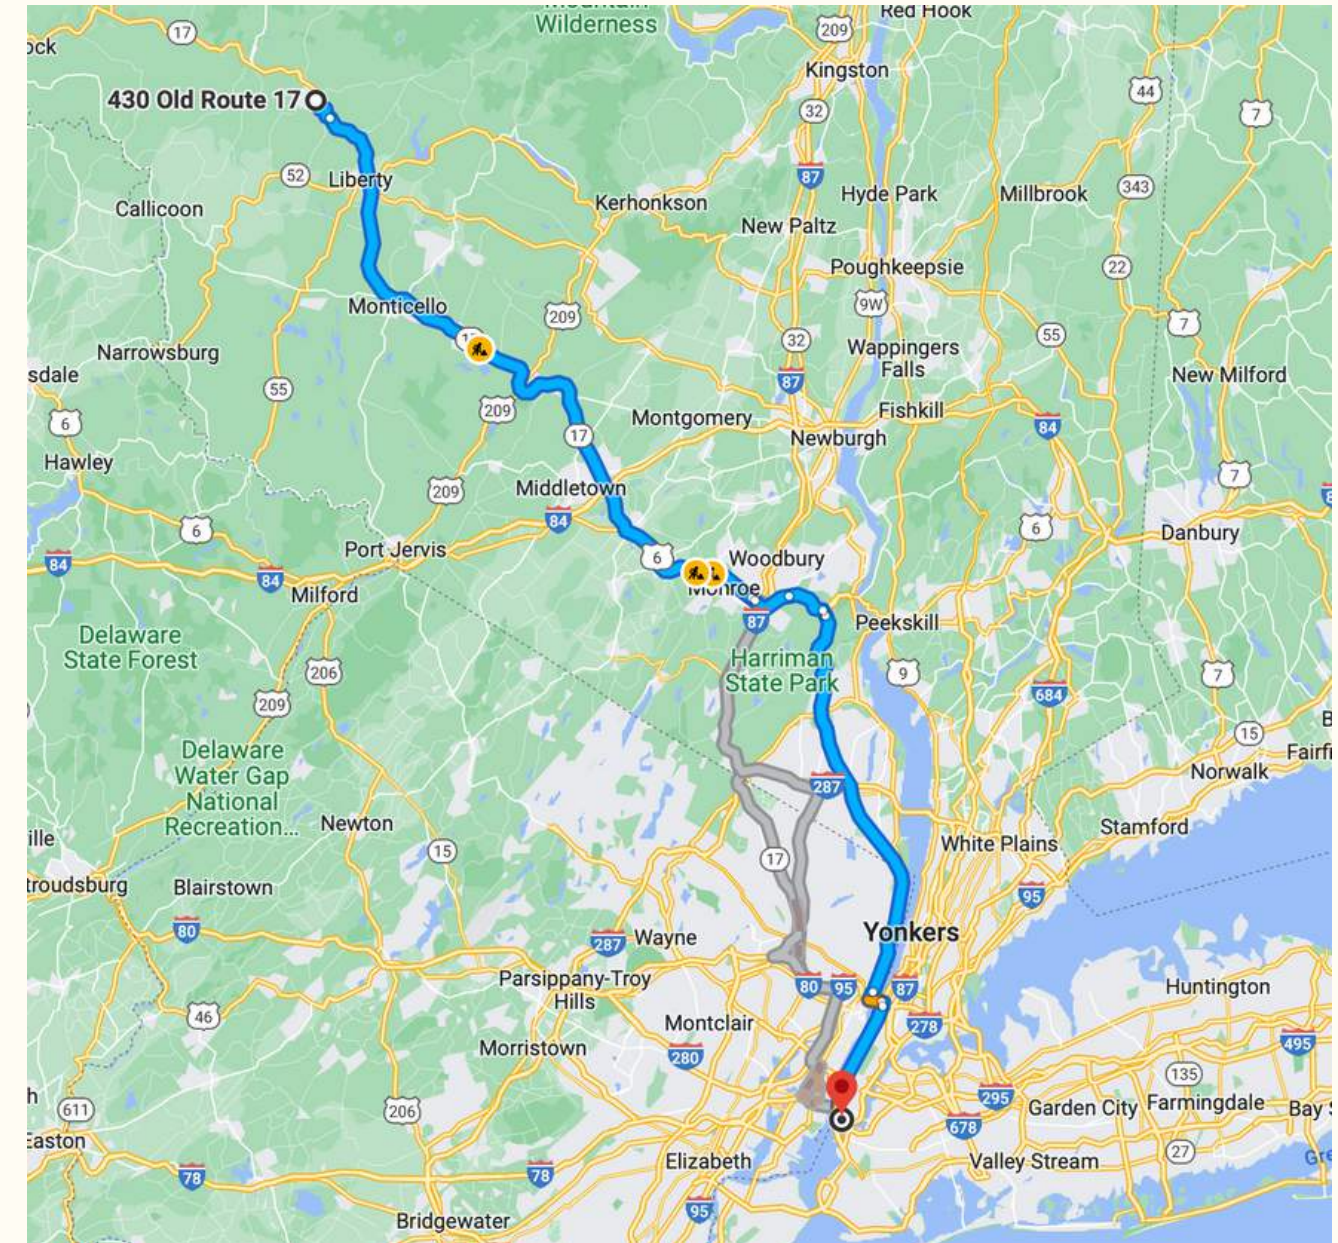 Mountain
Wilderness
Red Hook
209
17
ock
Kingston
44
430 Old Route 17
32
7
87
52
Liberty
343
Hyde Park
Millbrook
Kerhonkson
Callicoon
New Paltz
22
Poughkeepsie
9W
Monticello
209
7
55
32
Narrowsburg
Wappingers
Falls
sdale
55
87
New Milford
209
6
Montgomery
Fishkill
84
17
Newburgh
Hawley
7
Middletown
209
84
6
6
Danbury
Port Jervis
84
6
Woodbury
84
Milford
Monroe
87
Peekskill
Delaware
State Forest
Harriman
State Park
206
9
7
684
209
15
Delaware
Water Gap
National
Recreation...
Fairfi
Norwalk
287
Newton
Stamford
ille
15
White Plains
17
troudsburg
Blairstown
95
80
287
Wayne
Yonkers
Parsippany-Troy
Hills
80
95
87
Huntington
46
Montclair
278
Morristown
280
495
135
h
611
206
295
Garden City
Farmingdale
Bay
678
Easton
Elizabeth
Valley Stream
27
Gre
78
78
95
Bridgewater